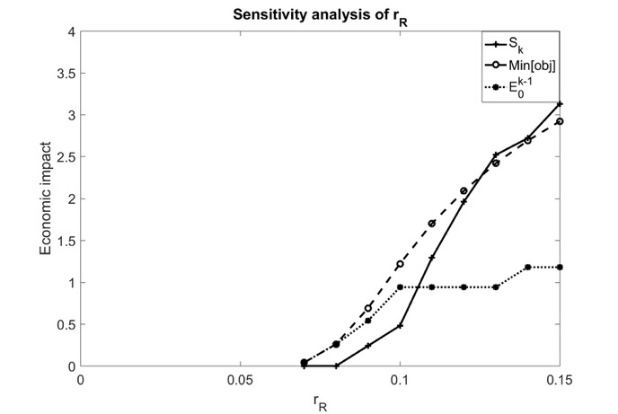 Sensitivity analysis of r_R
4
3.5
3
2.5
2
1.5
1
0.5
0
Economic impact
S_k
Min[obj]
E_0^{k-1}
0 0.05 0.1 0.15
r_R